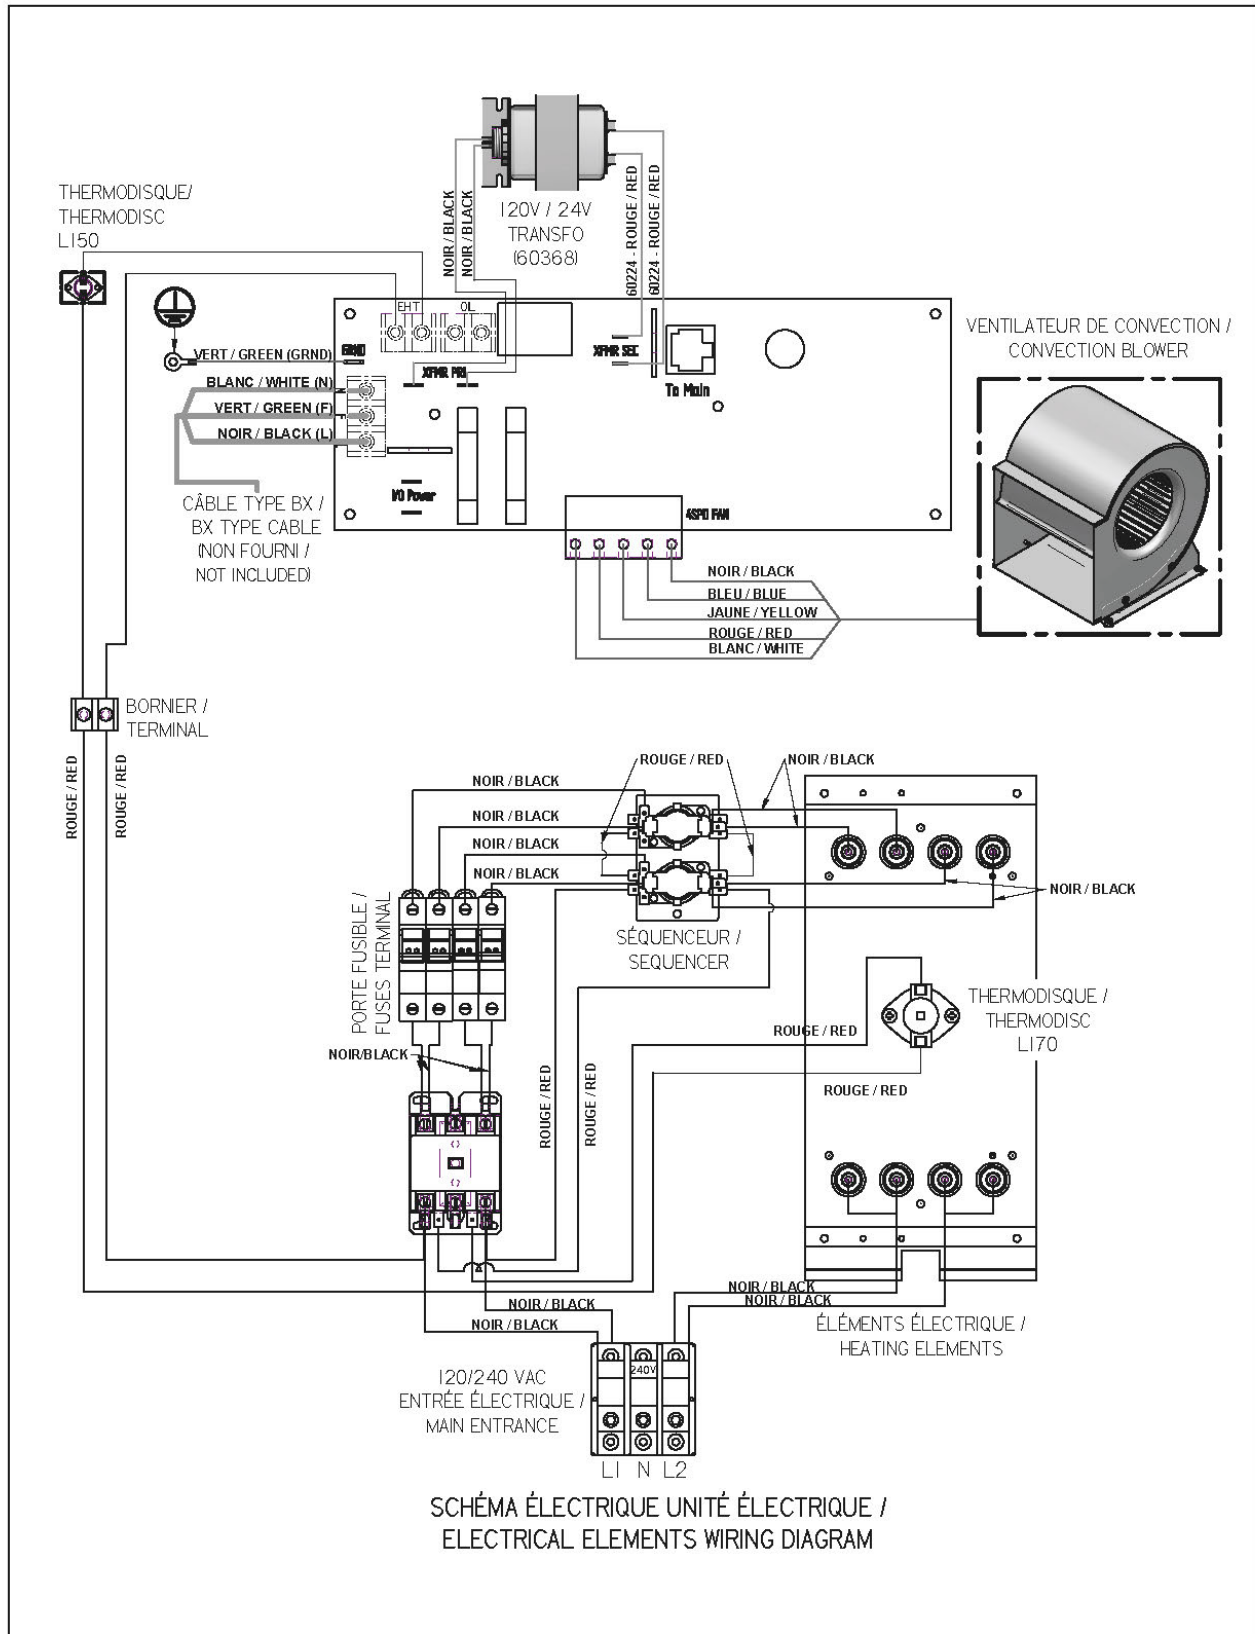 THERMODISQUE/
THERMODISC
L150
NOIR / BLACK
NOIR / BLACK
120V / 24V
TRANSFO
(60368)
60224 - ROUGE / RED
60224 - ROUGE / RED
EHT
OL
GRND
VERT / GREEN (GRND)
XFMR PRI
XFMR SEC
To Main
BLANC / WHITE (N)
VERT / GREEN (F)
NOIR / BLACK (L)
I/O Power
4SPD FAN
CÂBLE TYPE BX /
BX TYPE CABLE
(NON FOURNI /
NOT INCLUDED)
VENTILATEUR DE CONVECTION /
CONVECTION BLOWER
NOIR / BLACK
BLEU / BLUE
JAUNE / YELLOW
ROUGE / RED
BLANC / WHITE
BORNIER /
TERMINAL
ROUGE / RED
ROUGE / RED
NOIR / BLACK
NOIR / BLACK
NOIR / BLACK
NOIR / BLACK
ROUGE / RED
NOIR / BLACK
NOIR / BLACK
PORTE FUSIBLE /
FUSES TERMINAL
SÉQUENCEUR /
SEQUENCER
THERMODISQUE /
THERMODISC
L170
ROUGE / RED
ROUGE / RED
NOIR/BLACK
ROUGE / RED
ROUGE / RED
NOIR / BLACK
NOIR / BLACK
NOIR / BLACK
NOIR / BLACK
ÉLÉMENTS ÉLECTRIQUE /
HEATING ELEMENTS
120/240 VAC
ENTRÉE ÉLECTRIQUE /
MAIN ENTRANCE
240V
L1 N L2
SCHÉMA ÉLECTRIQUE UNITÉ ÉLECTRIQUE /
ELECTRICAL ELEMENTS WIRING DIAGRAM